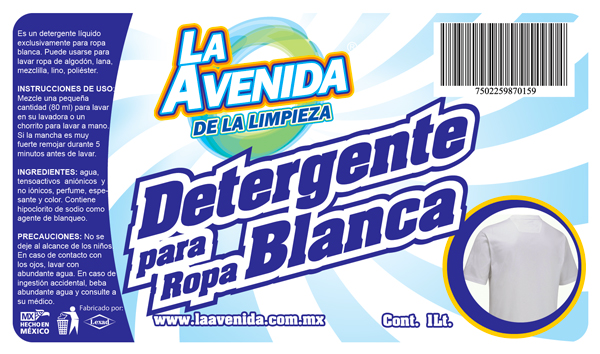 Es un detergente líquido
exclusivamente para ropa
blanca. Puede usarse para
lavar ropa de algodón, lana,
mezclilla, lino, poliéster.
INSTRUCCIONES DE USO:
Mezcle una pequeña
cantidad (80 ml) para lavar
en su lavadora o un
chorrito para lavar a mano.
Si la mancha es muy
fuerte remojar durante 5
minutos antes de lavar.
INGREDIENTES: agua,
tensoactivos aniónicos y
no iónicos, perfume, espe-
sante y color. Contiene
hipoclorito de sodio como
agente de blanqueo.
PRECAUCIONES: No se
deje al alcance de los niños
En caso de contacto con
los ojos, lavar con
abundante agua. En caso de
ingestión accidental, beba
abundante agua y consulte a
su médico.
Fabricado por:
MX
HECHO EN
MÉXICO
Lexad
LA
AVENIDA
DE LA LIMPIEZA
7502259870159
Detergente
para
Ropa Blanca
www.laavenida.com.mx
Cont. 1Lt.